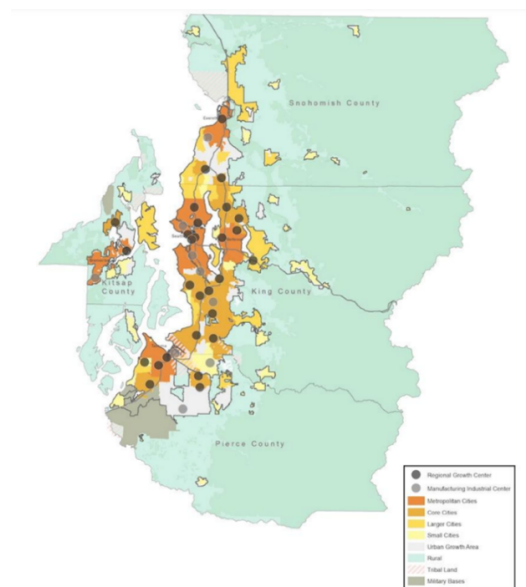 Snohomish County
King County
Kitsap
County
Pierce County
Regional Growth Center
Manufacturing Industrial Center
Metropolitan Cities
Core Cities
Larger Cities
Small Cities
Urban Growth Area
Rural
Tribal Land
Military Bases